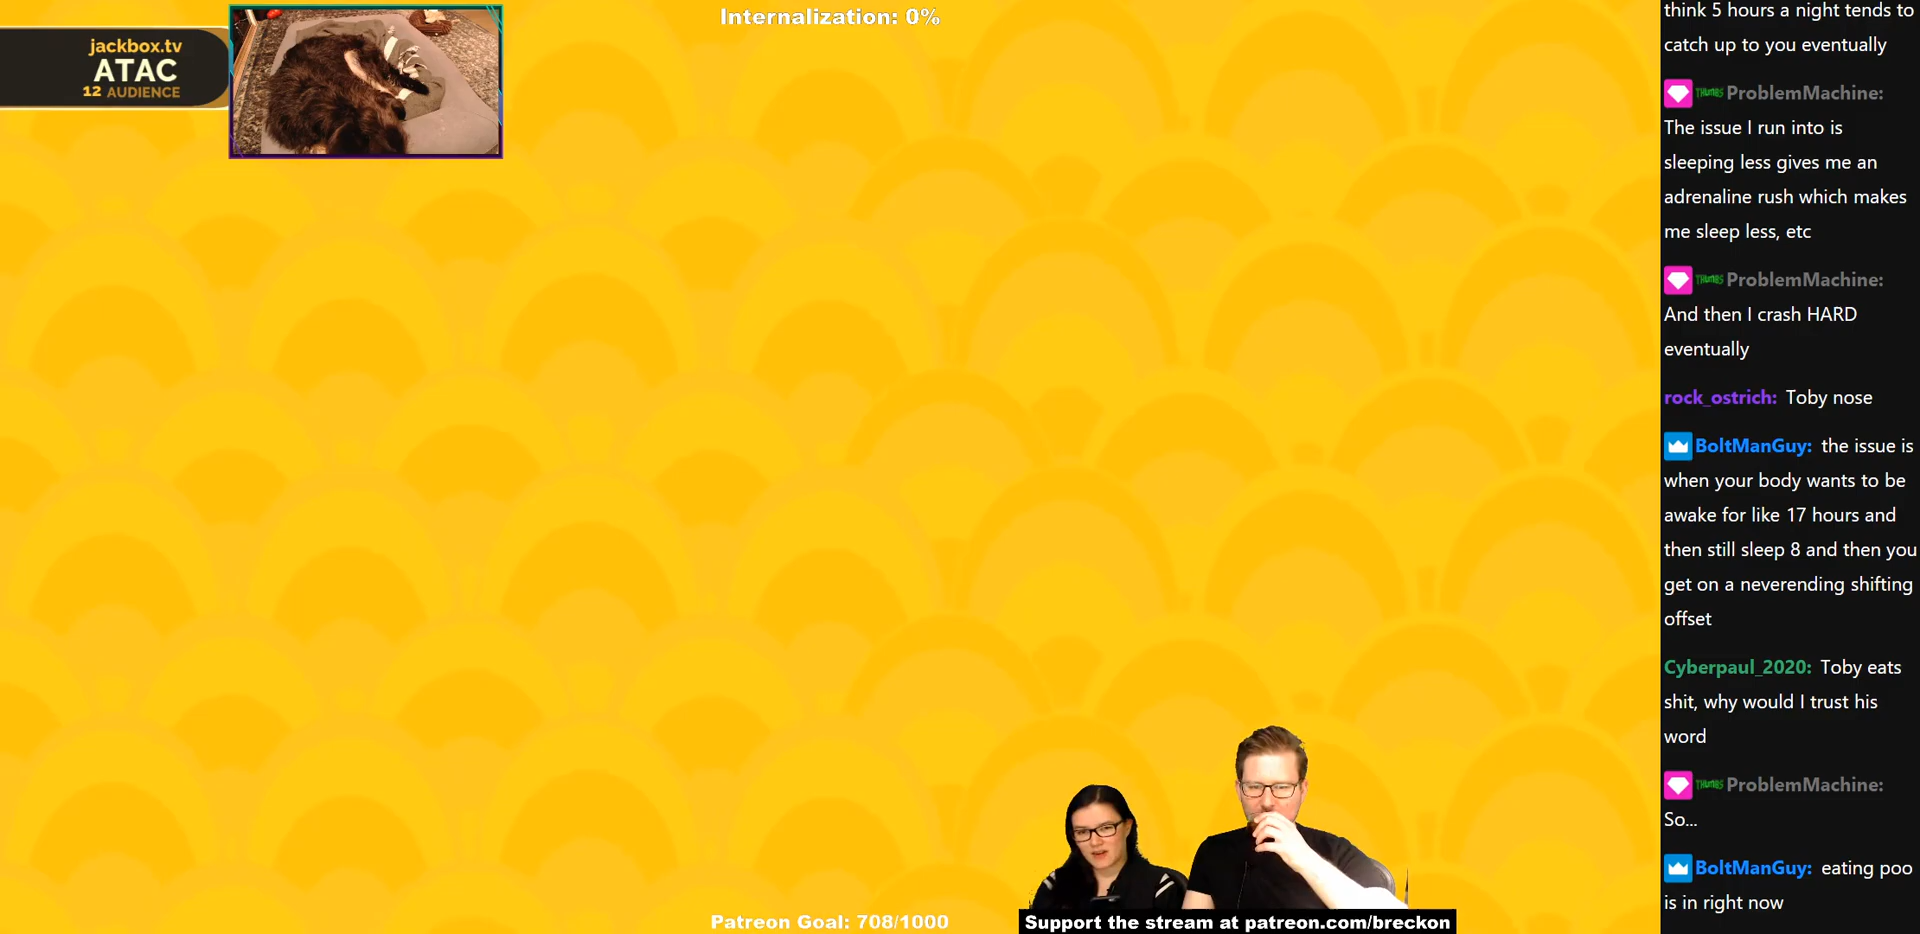 Internalization: 0%
jackbox.tv
ATAC
12 AUDIENCE
think 5 hours a night tends to
catch up to you eventually
THUMBS ProblemMachine:
The issue I run into is
sleeping less gives me an
adrenaline rush which makes
me sleep less, etc
THUMBS ProblemMachine:
And then I crash HARD
eventually
rock_ostrich: Toby nose
BoltManGuy: the issue is
when your body wants to be
awake for like 17 hours and
then still sleep 8 and then you
get on a neverending shifting
offset
Cyberpaul_2020: Toby eats
shit, why would I trust his
word
THUMBS ProblemMachine:
So...
BoltManGuy: eating poo
is in right now
Patreon Goal: 708/1000
Support the stream at patreon.com/breckon